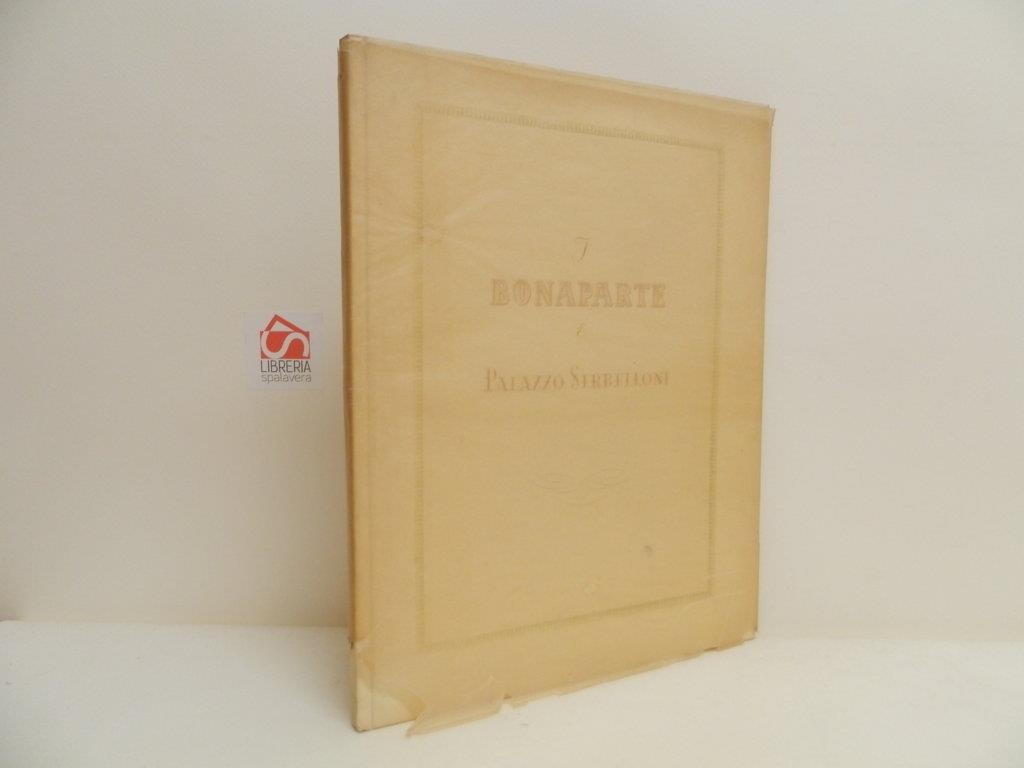 I
BONAPARTE
e
PALAZZO SERBELLONI
LIBRERIA
spalavera